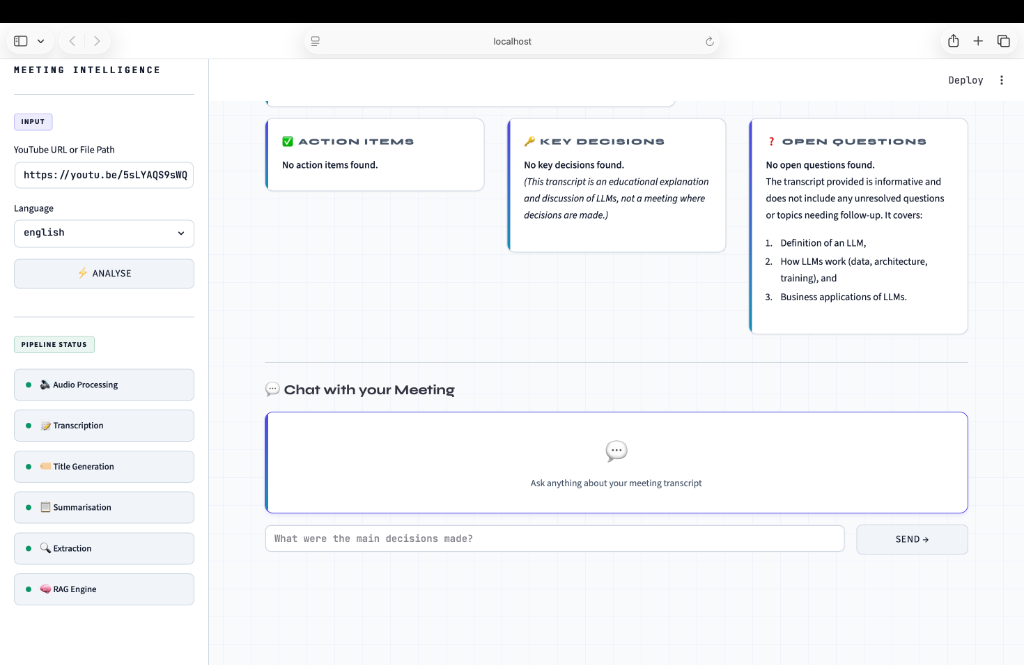 localhost
MEETING INTELLIGENCE
INPUT
YouTube URL or File Path
https://youtu.be/5sLYAQS9sWQ
Language
english
⚡ ANALYSE
PIPELINE STATUS
🔊 Audio Processing
📝 Transcription
🏷️ Title Generation
📋 Summarisation
🔍 Extraction
🧠 RAG Engine
Deploy
✅ ACTION ITEMS
No action items found.
🔑 KEY DECISIONS
No key decisions found.
(This transcript is an educational explanation
and discussion of LLMs, not a meeting where
decisions are made.)
❓ OPEN QUESTIONS
No open questions found.
The transcript provided is informative and
does not include any unresolved questions
or topics needing follow-up. It covers:
1. Definition of an LLM,
2. How LLMs work (data, architecture,
training), and
3. Business applications of LLMs.
💬 Chat with your Meeting
Ask anything about your meeting transcript
What were the main decisions made?
SEND →